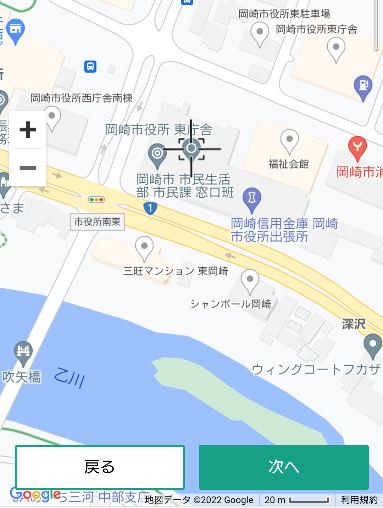 岡崎市役所東駐車場
岡崎市役所東庁舎
岡崎市役所西庁舎南棟
+
岡崎市役所 東庁舎
福祉会館
−
岡崎市 市民生活
部 市民課 窓口班
岡崎市消
さま
1
岡崎信用金庫 岡崎
市役所出張所
市役所南東
三旺マンション 東岡崎
シャンボール岡崎
深沢
ウィングコートフカザ
吹矢橋
乙川
戻る
次へ
三河 中部支店
Google
地図データ ©2022 Google
20 m
利用規約